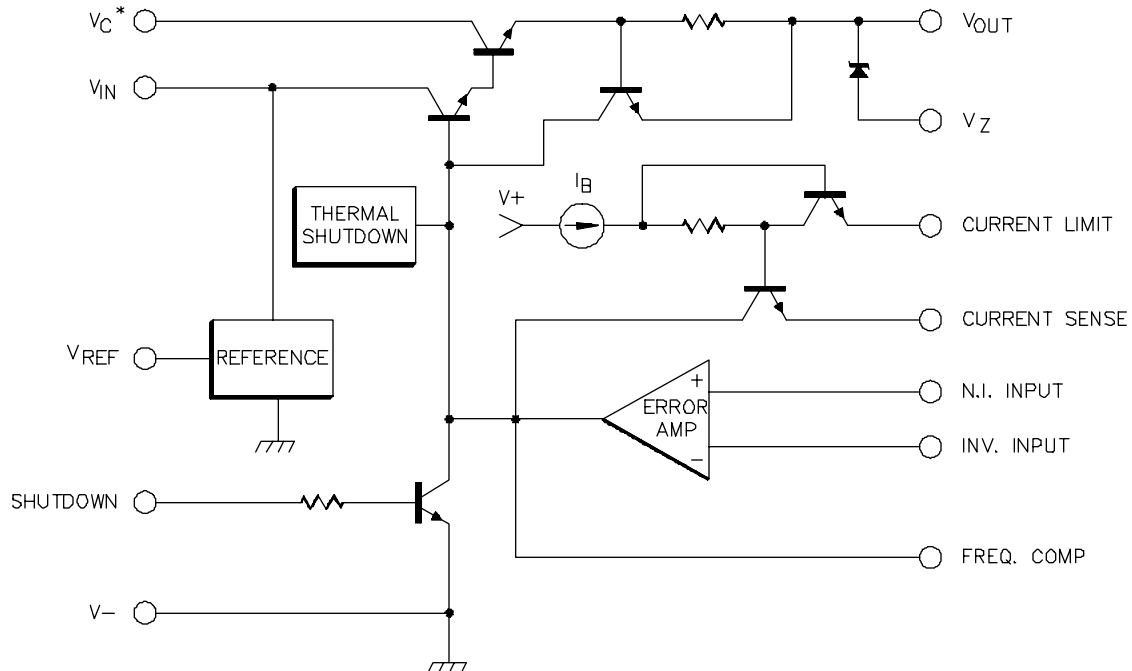 VC*
VOUT
VIN
VZ
IB
V+
THERMAL
SHUTDOWN
CURRENT LIMIT
CURRENT SENSE
VREF
REFERENCE
+
ERROR
AMP
−
N.I. INPUT
INV. INPUT
SHUTDOWN
FREQ. COMP
V−